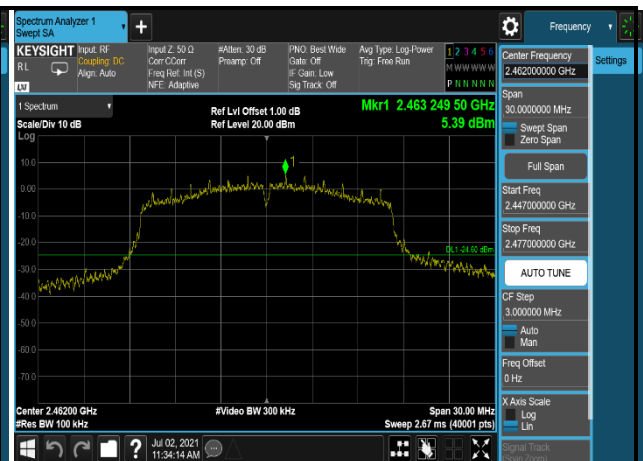 Spectrum Analyzer 1
Swept SA
Frequency
KEYSIGHT
RL
LXI
Input: RF
Coupling: DC
Align: Auto
Input Z: 50 Ω
Corr CCorr
Freq Ref: Int (S)
NFE: Adaptive
#Atten: 30 dB
Preamp: Off
PNO: Best Wide
Gate: Off
IF Gain: Low
Sig Track: Off
Avg Type: Log-Power
Trig: Free Run
1 2 3 4 5 6
M W W W W W
P N N N N N
1 Spectrum
Scale/Div 10 dB
Log
Ref Lvl Offset 1.00 dB
Ref Level 20.00 dBm
Mkr1 2.463 249 50 GHz
5.39 dBm
1
10.0
0.00
-10.0
-20.0
-30.0
-40.0
-50.0
-60.0
-70.0
DL1 -24.60 dBm
Center 2.46200 GHz
#Res BW 100 kHz
#Video BW 300 kHz
Span 30.00 MHz
Sweep 2.67 ms (40001 pts)
Jul 02, 2021
11:34:14 AM
Center Frequency
2.462000000 GHz
Settings
Span
30.0000000 MHz
Swept Span
Zero Span
Full Span
Start Freq
2.447000000 GHz
Stop Freq
2.477000000 GHz
AUTO TUNE
CF Step
3.000000 MHz
Auto
Man
Freq Offset
0 Hz
X Axis Scale
Log
Lin
Signal Track
(Span Zoom)